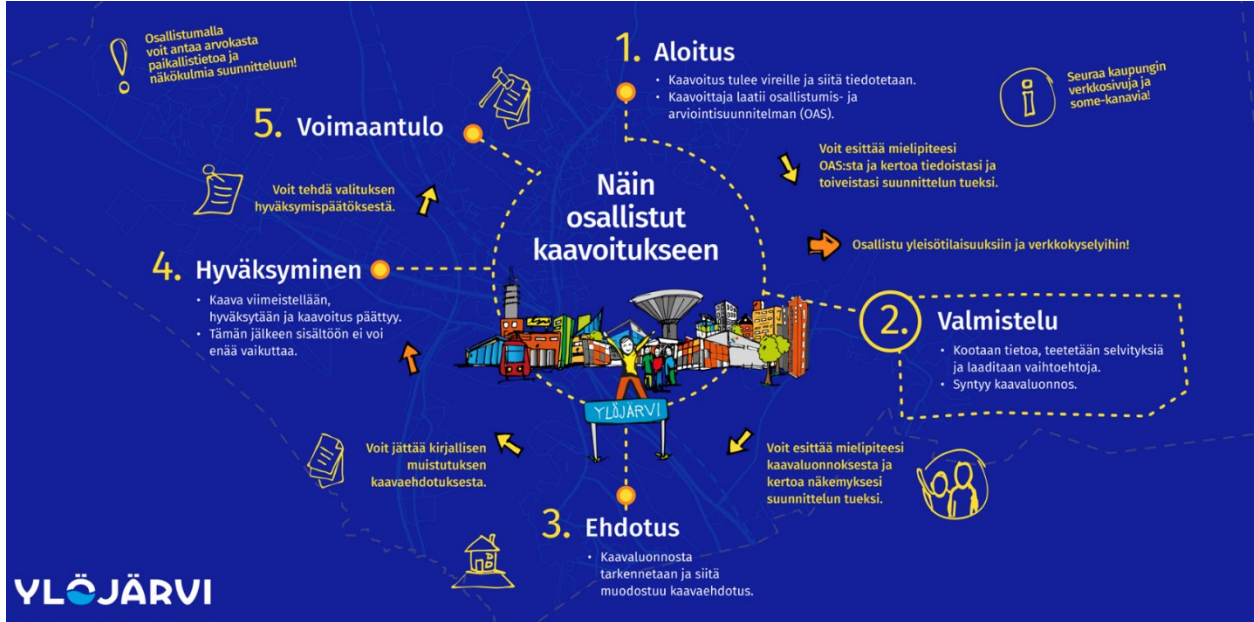 Osallistumalla
voit antaa arvokasta
paikallistietoa ja
näkökulmia suunnitteluun!
1. Aloitus
• Kaavoitus tulee vireille ja siitä tiedotetaan.
• Kaavoittaja laatii osallistumis- ja
arviointisuunnitelman (OAS).
Seuraa kaupungin
verkkosivuja ja
some-kanavia!
Voit esittää mielipiteesi
OAS:sta ja kertoa tiedoistasi ja
toiveistasi suunnittelun tueksi.
Näin
osallistut
kaavoitukseen
Osallistu yleisötilaisuuksiin ja verkkokyselyihin!
2. Valmistelu
• Kootaan tietoa, teetetään selvityksiä
ja laaditaan vaihtoehtoja.
• Syntyy kaavaluonnos.
Voit esittää mielipiteesi
kaavaluonnoksesta ja
kertoa näkemyksesi
suunnittelun tueksi.
YLÖJÄRVI
3. Ehdotus
• Kaavaluonnosta
tarkennetaan ja siitä
muodostuu kaavaehdotus.
Voit jättää kirjallisen
muistutuksen
kaavaehdotuksesta.
4. Hyväksyminen
• Kaava viimeistellään,
hyväksytään ja kaavoitus päättyy.
• Tämän jälkeen sisältöön ei voi
enää vaikuttaa.
Voit tehdä valituksen
hyväksymispäätöksestä.
5. Voimaantulo
YLÖJÄRVI